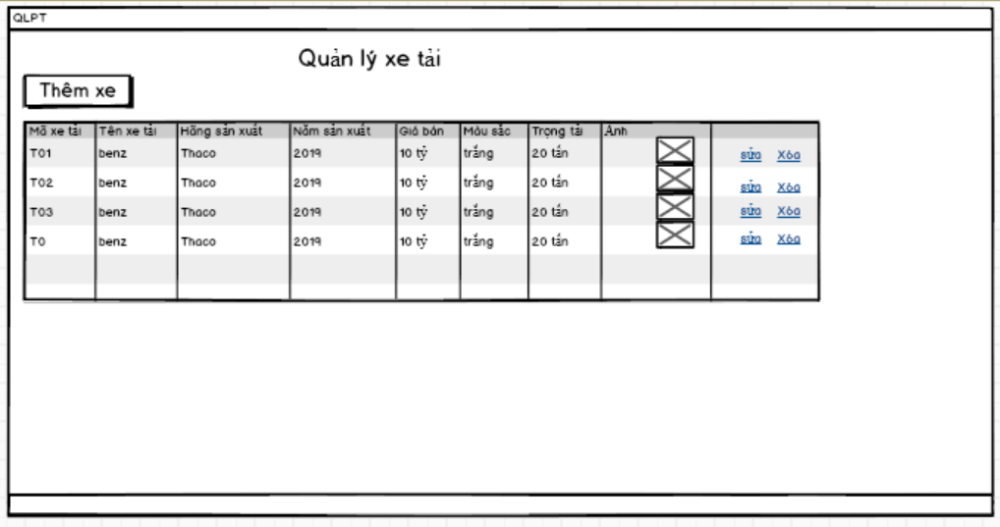 QLPT
Quản lý xe tải
Thêm xe
Mã xe tải Tên xe tải Hãng sản xuất Năm sản xuất Giá bán Màu sắc Trọng tải Ảnh
T01 benz Thaco 2019 10 tỷ trắng 20 tấn sửa Xóa
T02 benz Thaco 2019 10 tỷ trắng 20 tấn sửa Xóa
T03 benz Thaco 2019 10 tỷ trắng 20 tấn sửa Xóa
T0 benz Thaco 2019 10 tỷ trắng 20 tấn sửa Xóa